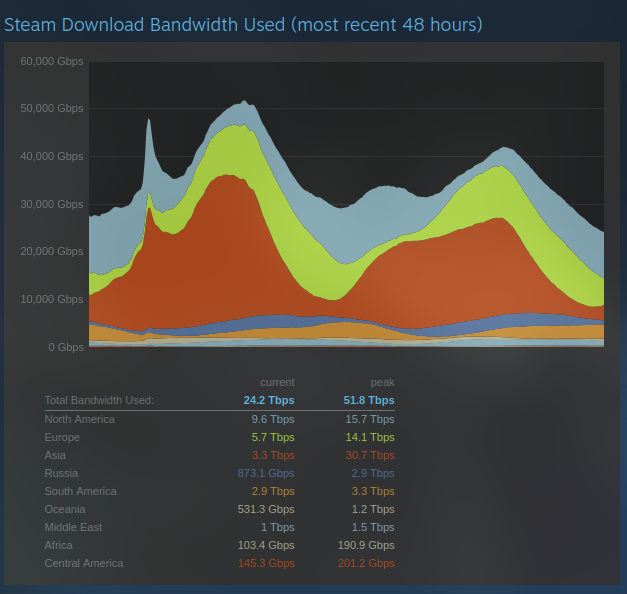 Steam Download Bandwidth Used (most recent 48 hours)
60,000 Gbps
50,000 Gbps
40,000 Gbps
30,000 Gbps
20,000 Gbps
10,000 Gbps
0 Gbps
current peak
Total Bandwidth Used: 24.2 Tbps 51.8 Tbps
North America 9.6 Tbps 15.7 Tbps
Europe 5.7 Tbps 14.1 Tbps
Asia 3.3 Tbps 30.7 Tbps
Russia 873.1 Gbps 2.9 Tbps
South America 2.9 Tbps 3.3 Tbps
Oceania 531.3 Gbps 1.2 Tbps
Middle East 1 Tbps 1.5 Tbps
Africa 103.4 Gbps 190.9 Gbps
Central America 145.3 Gbps 201.2 Gbps